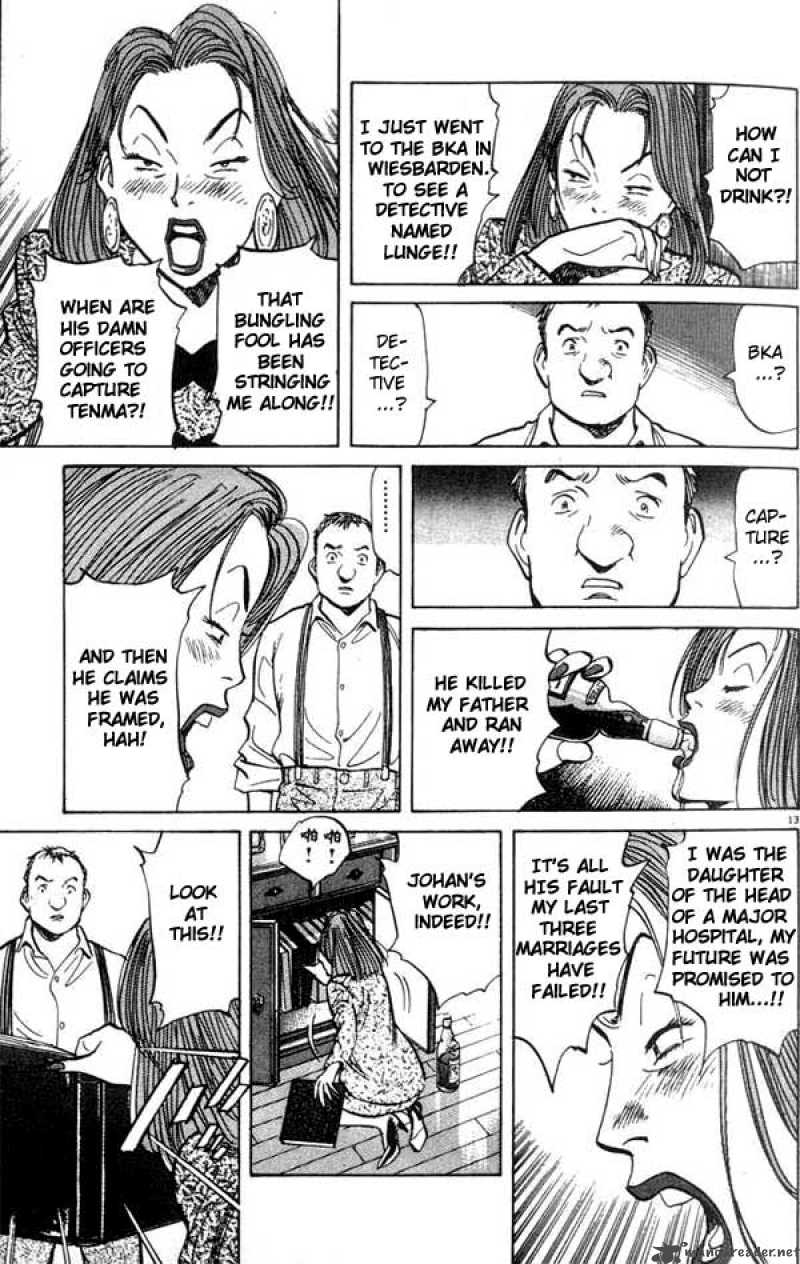 HOW
CAN I
NOT
DRINK?!
I JUST WENT
TO THE BKA IN
WIESBARDEN.
TO SEE A
DETECTIVE
NAMED
LUNGE!!
BKA
...?
DE-
TEC-
TIVE
...?
THAT
BUNGLING
FOOL HAS
BEEN
STRINGING
ME ALONG!!
WHEN ARE
HIS DAMN
OFFICERS
GOING TO
CAPTURE
TENMA?!
CAP-
TURE
...?
HE KILLED
MY FATHER
AND RAN
AWAY!!
........
AND THEN
HE CLAIMS
HE WAS
FRAMED,
HAH!
13
I WAS THE
DAUGHTER
OF THE HEAD
OF A MAJOR
HOSPITAL, MY
FUTURE WAS
PROMISED TO
HIM...!!
IT'S ALL
HIS FAULT
MY LAST
THREE
MARRIAGES
HAVE
FAILED!!
JOHAN'S
WORK,
INDEED!!
啪!
啪!
LOOK
AT
THIS!!
mangareader.net